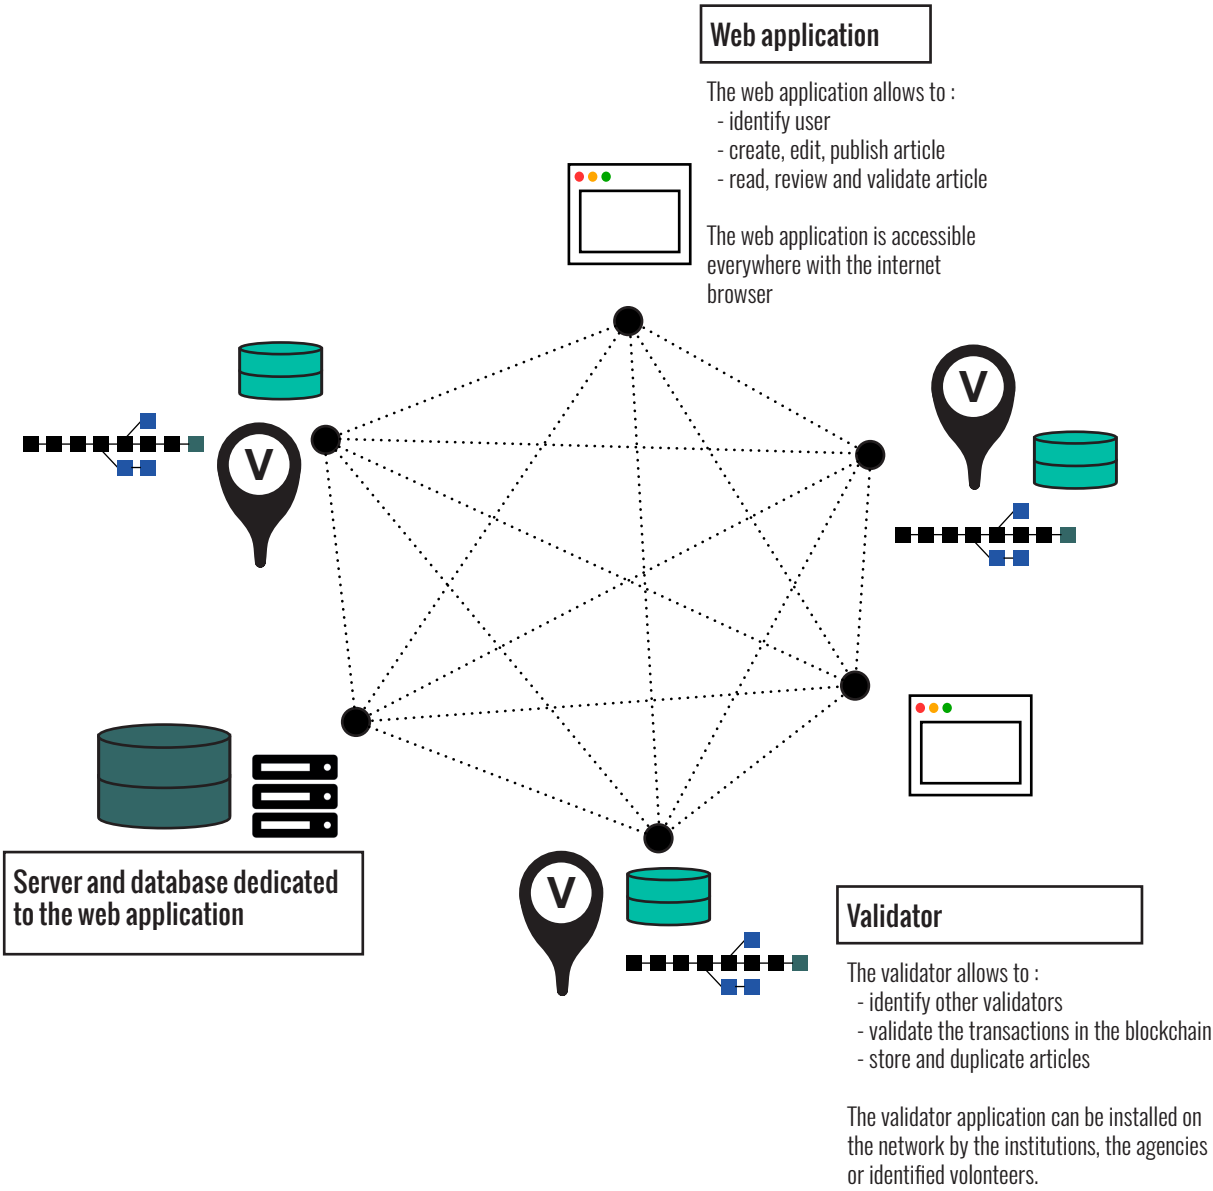 Web application
The web application allows to :
- identify user
- create, edit, publish article
- read, review and validate article
The web application is accessible
everywhere with the internet
browser
V
V
Server and database dedicated
to the web application
V
Validator
The validator allows to :
- identify other validators
- validate the transactions in the blockchain
- store and duplicate articles
The validator application can be installed on
the network by the institutions, the agencies
or identified volonteers.